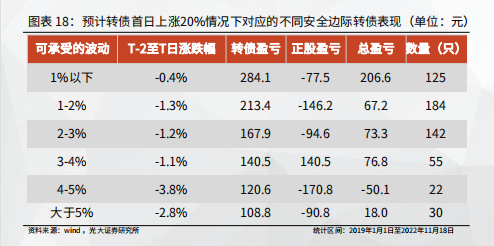 图表 18：预计转债首日上涨20%情况下对应的不同安全边际转债表现（单位：元）
可承受的波动 T-2至T日涨跌幅 转债盈亏 正股盈亏 总盈亏 数量（只）
1%以下 -0.4% 284.1 -77.5 206.6 125
1-2% -1.3% 213.4 -146.2 67.2 184
2-3% -1.2% 167.9 -94.6 73.3 142
3-4% -1.1% 140.5 140.5 76.8 55
4-5% -3.8% 120.6 -170.8 -50.1 22
大于5% -2.8% 108.8 -90.8 18.0 30
资料来源：wind，光大证券研究所 统计区间：2019年1月1日至2022年11月18日